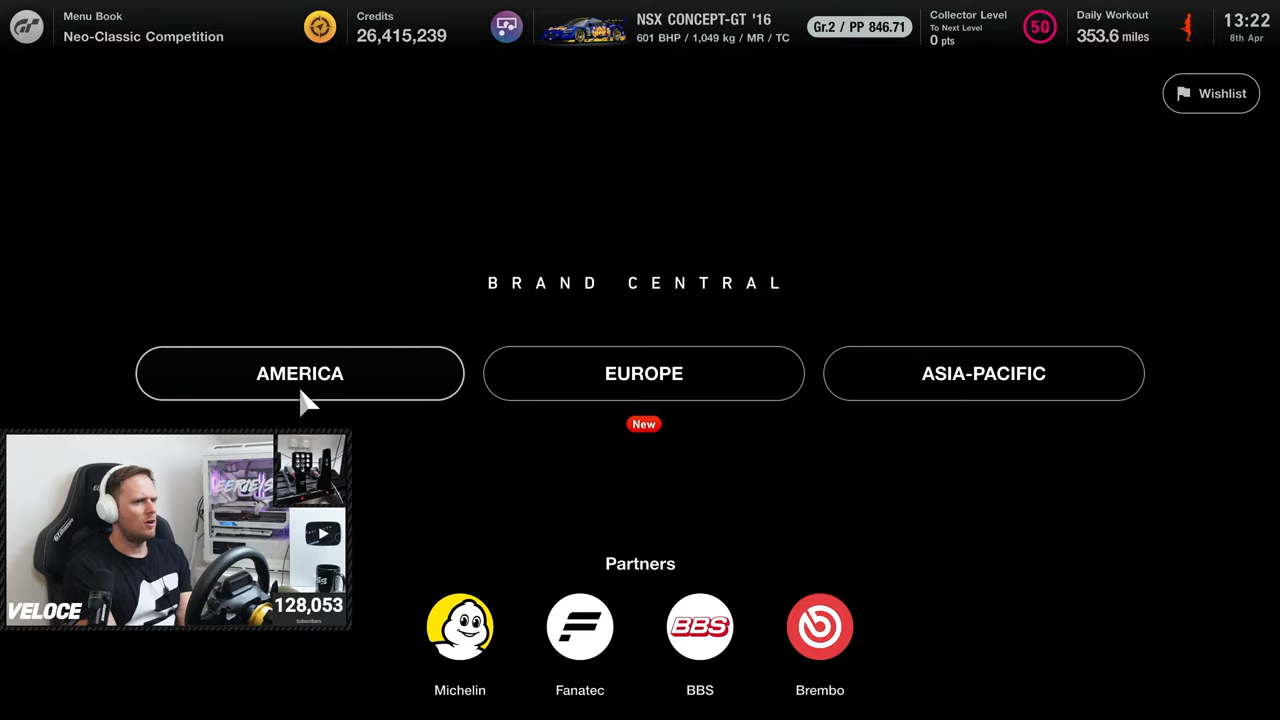 Menu Book
Neo-Classic Competition
Credits
26,415,239
NSX CONCEPT-GT '16
601 BHP / 1,049 kg / MR / TC
Gr.2 / PP 846.71
Collector Level
To Next Level
0 pts
50
Daily Workout
353.6 miles
13:22
8th Apr
Wishlist
BRAND CENTRAL
AMERICA
EUROPE
ASIA-PACIFIC
New
VELOCE
128,053
Subscribers
Partners
BBS
Michelin
Fanatec
BBS
Brembo